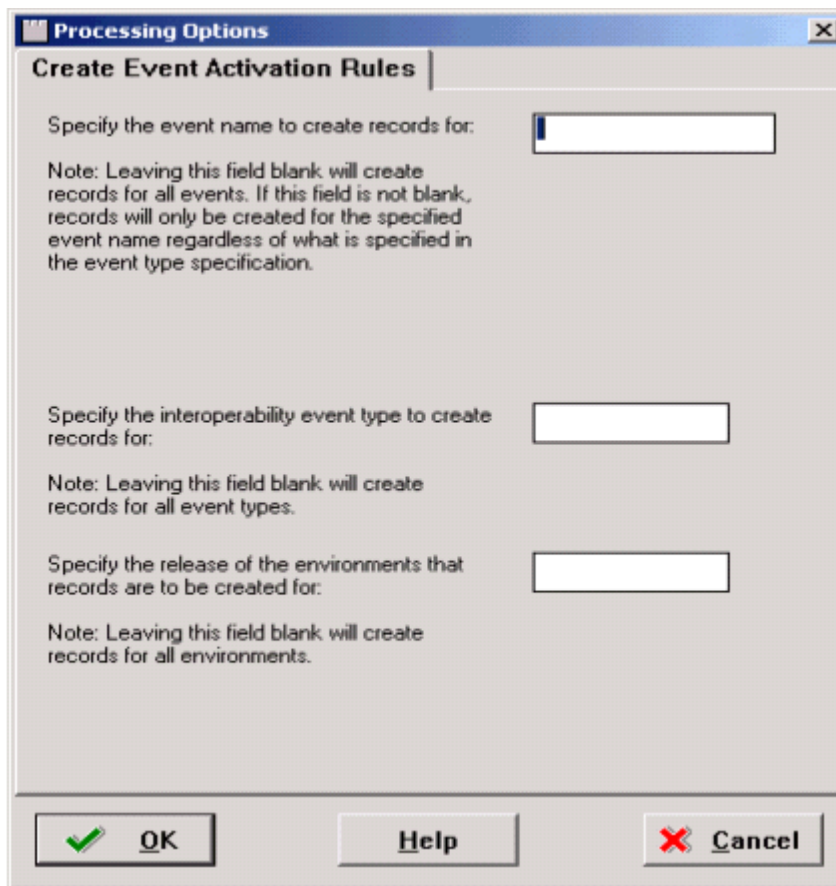 Processing Options
Create Event Activation Rules
Specify the event name to create records for:
Note: Leaving this field blank will create
records for all events. If this field is not blank,
records will only be created for the specified
event name regardless of what is specified in
the event type specification.
Specify the interoperability event type to create
records for:
Note: Leaving this field blank will create
records for all event types.
Specify the release of the environments that
records are to be created for:
Note: Leaving this field blank will create
records for all environments.
OK Help Cancel